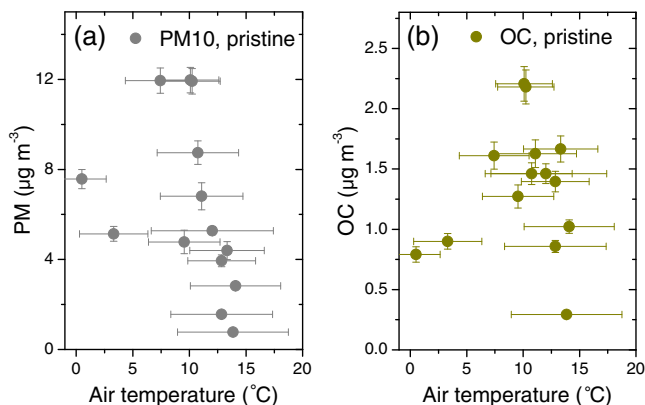 (a) PM10, pristine
12
8
4
0
PM (μg m⁻³)
0 5 10 15 20
Air temperature (°C)
(b) OC, pristine
2.5
2.0
1.5
1.0
0.5
0.0
OC (μg m⁻³)
0 5 10 15 20
Air temperature (°C)